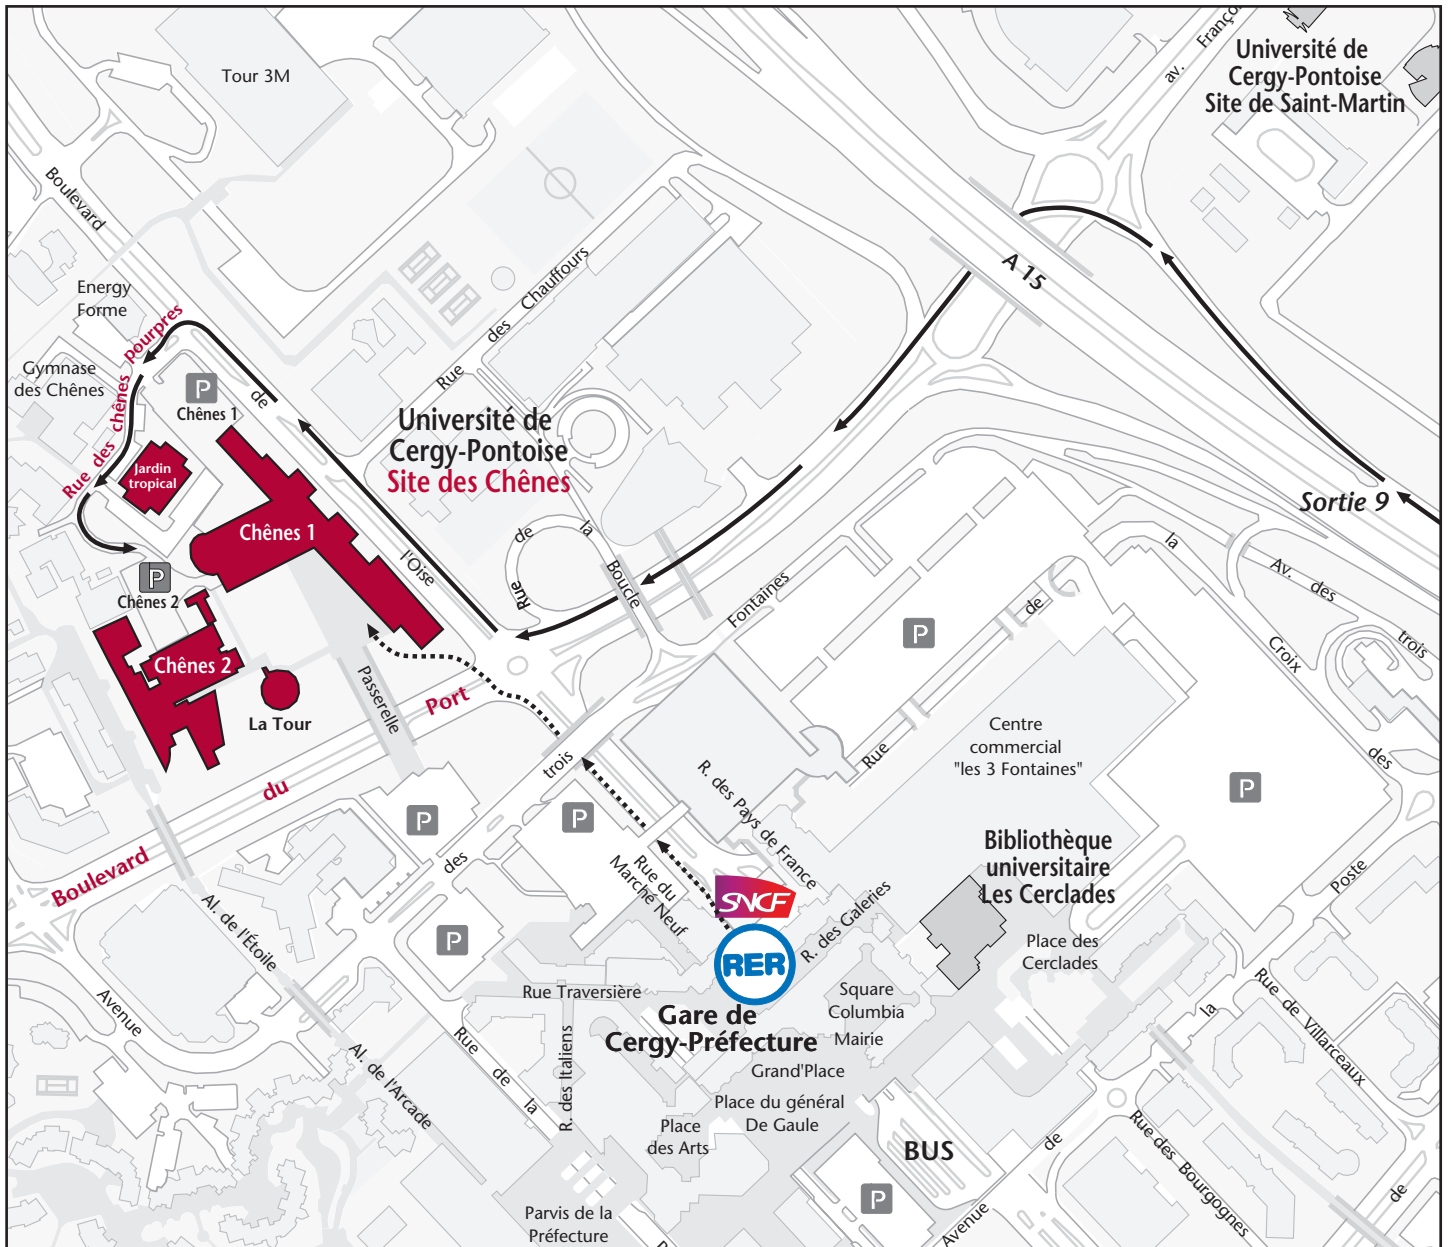 Tour 3M
Université de
Cergy-Pontoise
Site de Saint-Martin
av.
Boulevard
A 15
Energy
Forme
Rue des Chauffours
Gymnase
des Chênes
Rue des chênes pourpres
P
Chênes 1
de
Université de
Cergy-Pontoise
Site des Chênes
Jardin
tropical
Sortie 9
Chênes 1
l'Oise
Rue de la Boucle
P
Chênes 2
Chênes 2
La Tour
Passerelle
Boulevard du Port
Av. des trois Fontaines
P
Rue de la Croix des
Centre
commercial
"les 3 Fontaines"
P
P
P
P
R. des Pays de France
Rue du
Marché Neuf
Bibliothèque
universitaire
Les Cerclades
Place des
Cerclades
SNCF
RER
R. des Galeries
Gare de
Cergy-Préfecture
Square
Columbia
Mairie
Grand'Place
Place du général
De Gaule
Place
des Arts
BUS
P
Rue Traversière
R. des Italiens
Al. de l'Étoile
Al. de l'Arcade
Avenue
Rue de la
Parvis de la
Préfecture
Avenue de la Poste
Rue de Villarceaux
Rue des Bourgognes
de